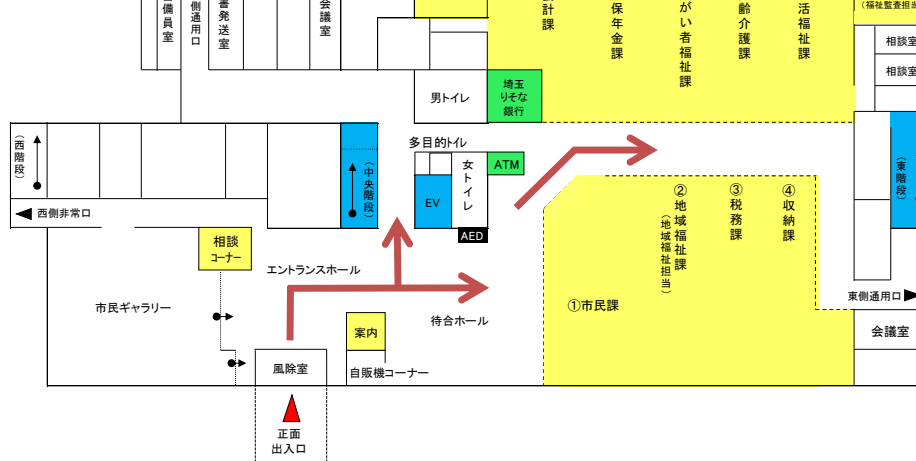 備員室
側通用口
書発送室
会議室
計課
保年金課
がい者福祉課
齢介護課
活福祉課
(福祉監査担当
相談室
相談室
男トイレ
埼玉
りそな
銀行
(西階段)
(中央階段)
多目的トイレ
女トイレ
ATM
EV
AED
(東階段)
西側非常口
相談
コーナー
エントランスホール
②地域福祉課
(地域福祉担当)
③税務課
④収納課
市民ギャラリー
①市民課
東側通用口
待合ホール
案内
会議室
風除室
自販機コーナー
正面
出入口